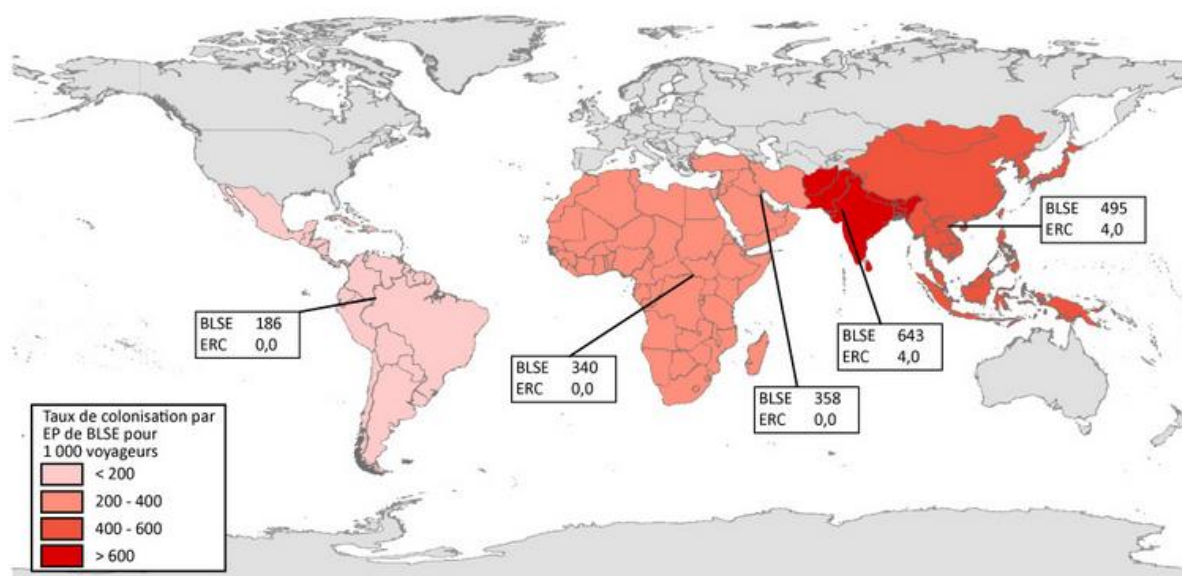 BLSE 495
ERC 4,0
BLSE 186
ERC 0,0
BLSE 340
ERC 0,0
BLSE 643
ERC 4,0
BLSE 358
ERC 0,0
Taux de colonisation par
EP de BLSE pour
1 000 voyageurs
< 200
200 - 400
400 - 600
> 600